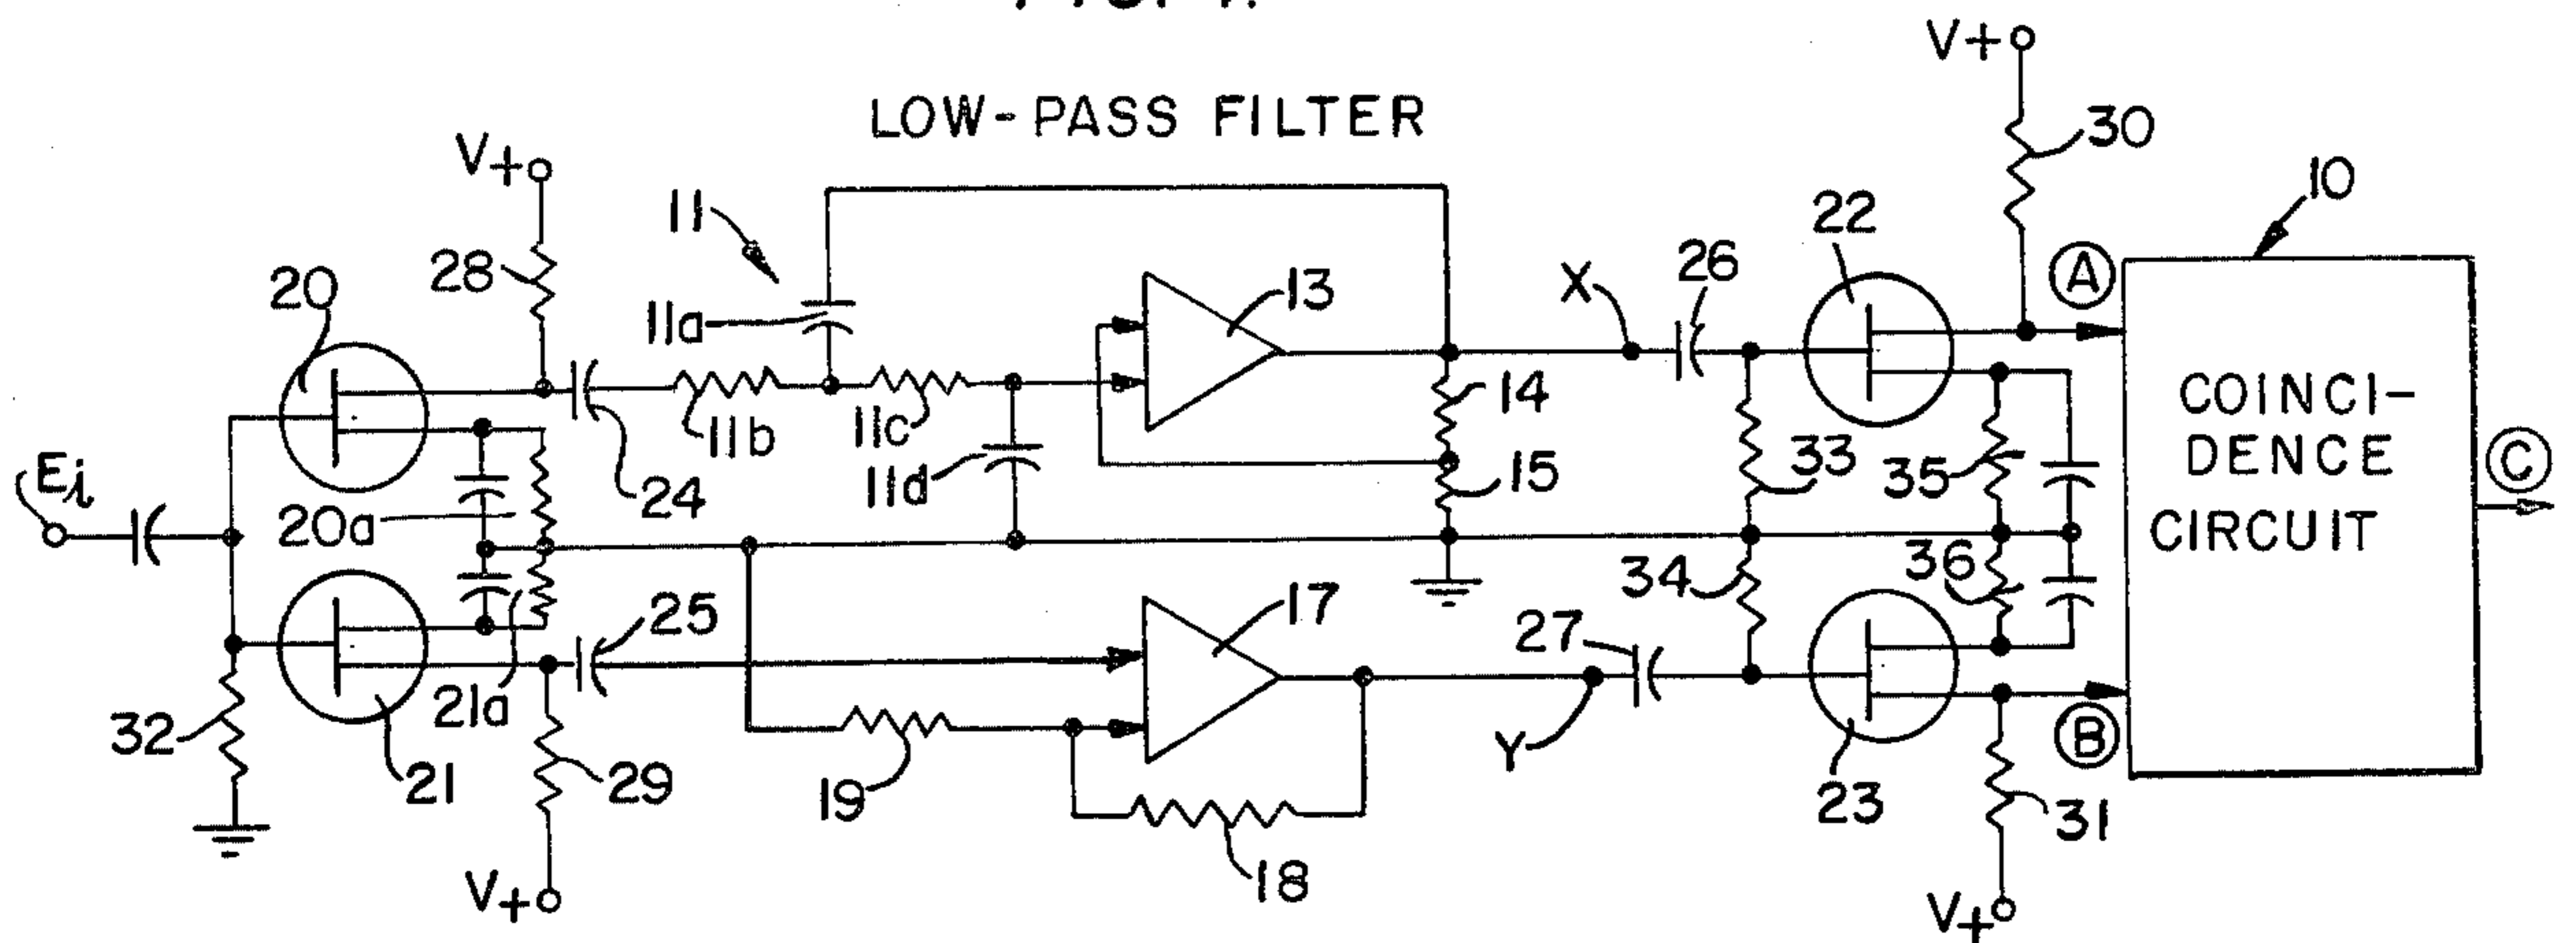 V+
LOW-PASS FILTER
V+
30
10
11
22
20
28
26
13
X
A
11a
COINCI-
DENCE
CIRCUIT
14
11b
11c
Ei
24
11d
33
15
35
C
20a
34
36
25
17
27
21a
32
19
Y
B
21
29
23
31
18
V+
V+